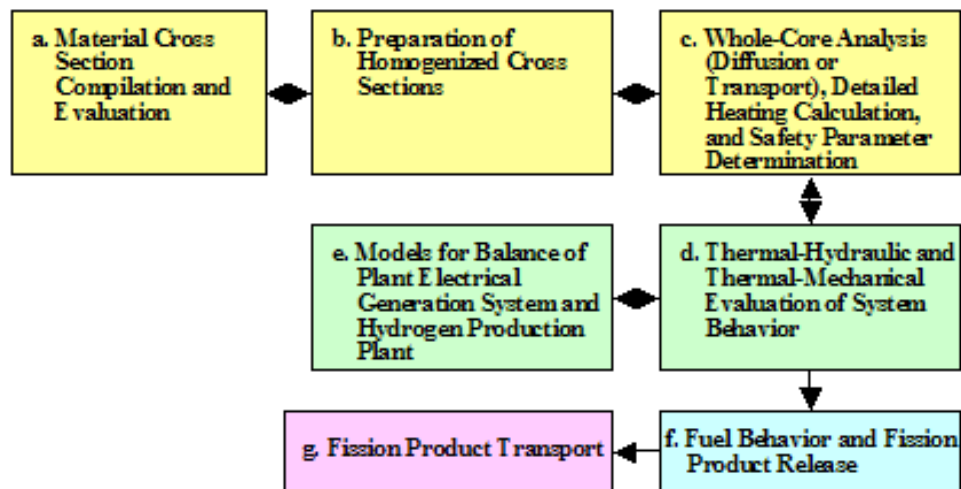 a. Material Cross
Section
Compilation and
Evaluation
b. Preparation of
Homogenized Cross
Sections
c. Whole-Core Analysis
(Diffusion or
Transport), Detailed
Heating Calculation,
and Safety Parameter
Determination
e. Models for Balance of
Plant Electrical
Generation System and
Hydrogen Production
Plant
d. Thermal-Hydraulic and
Thermal-Mechanical
Evaluation of System
Behavior
g. Fission Product Transport
f. Fuel Behavior and Fission
Product Release